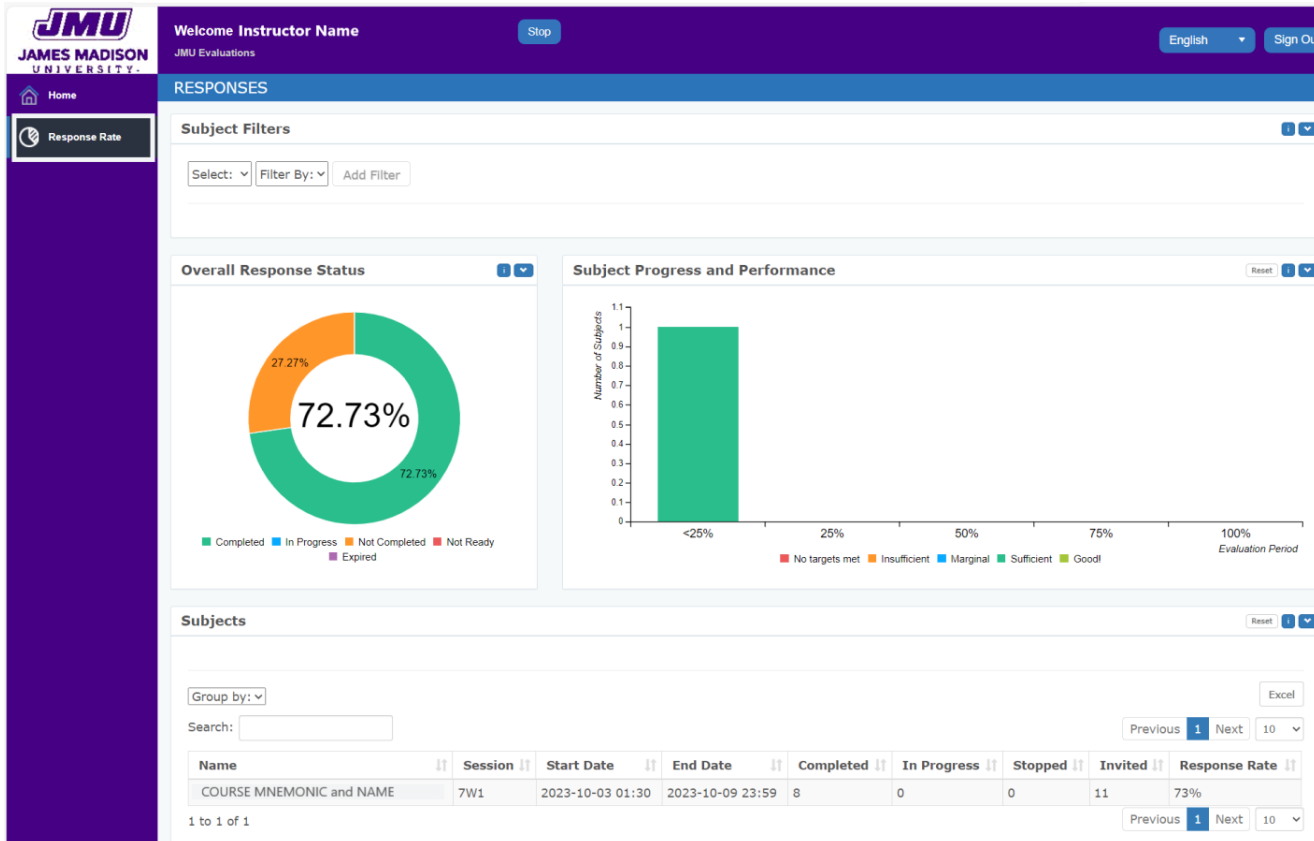 JMU
JAMES MADISON
UNIVERSITY.
Welcome Instructor Name
JMU Evaluations
Stop
English
Sign Ou
Home
Response Rate
RESPONSES
Subject Filters
i
Select:
Filter By:
Add Filter
Overall Response Status
i
27.27%
72.73%
72.73%
Completed In Progress Not Completed Not Ready
Expired
Subject Progress and Performance
Reset i
Number of Subjects
1.1
1
0.9
0.8
0.7
0.6
0.5
0.4
0.3
0.2
0.1
0
<25% 25% 50% 75% 100%
Evaluation Period
No targets met Insufficient Marginal Sufficient Good!
Subjects
Reset i
Group by:
Excel
Search:
Previous 1 Next 10
Name Session Start Date End Date Completed In Progress Stopped Invited Response Rate
COURSE MNEMONIC and NAME 7W1 2023-10-03 01:30 2023-10-09 23:59 8 0 0 11 73%
1 to 1 of 1
Previous 1 Next 10